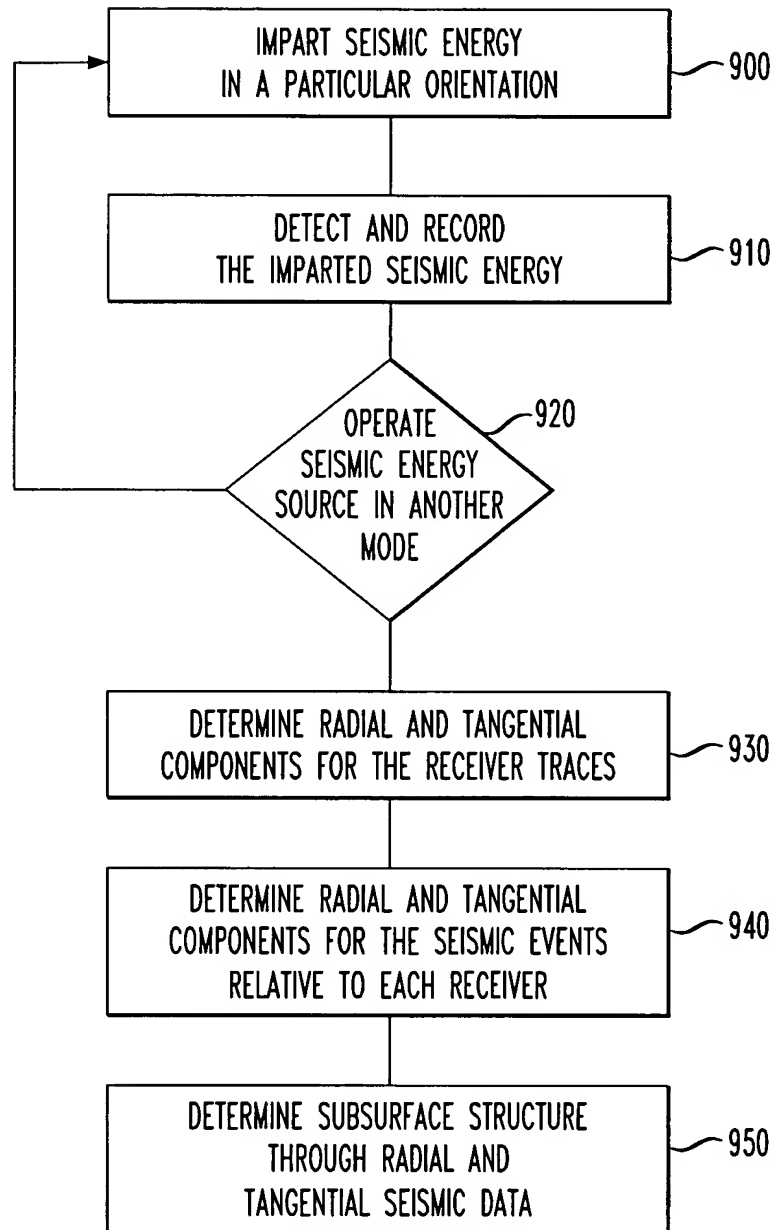 IMPART SEISMIC ENERGY
IN A PARTICULAR ORIENTATION
900
DETECT AND RECORD
THE IMPARTED SEISMIC ENERGY
910
OPERATE
SEISMIC ENERGY
SOURCE IN ANOTHER
MODE
920
DETERMINE RADIAL AND TANGENTIAL
COMPONENTS FOR THE RECEIVER TRACES
930
DETERMINE RADIAL AND TANGENTIAL
COMPONENTS FOR THE SEISMIC EVENTS
RELATIVE TO EACH RECEIVER
940
DETERMINE SUBSURFACE STRUCTURE
THROUGH RADIAL AND
TANGENTIAL SEISMIC DATA
950